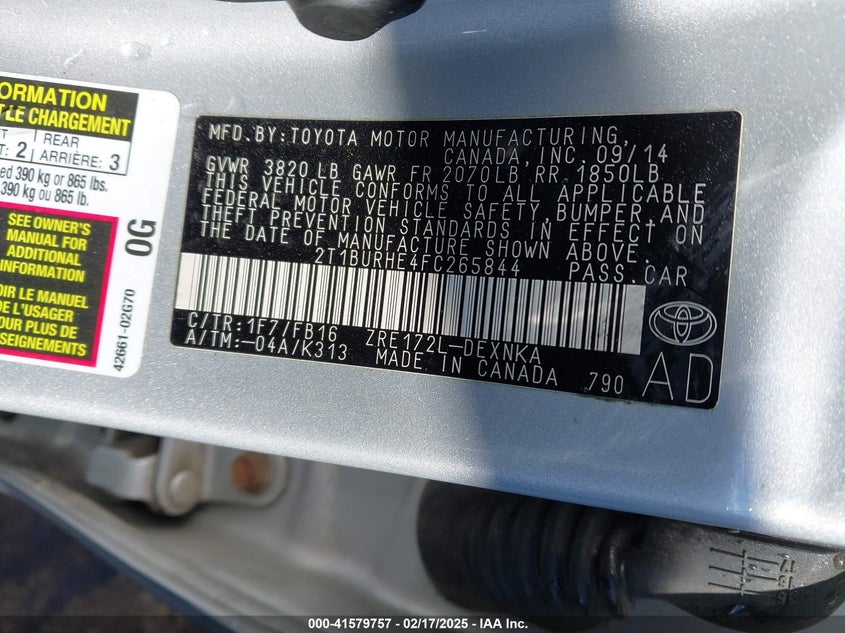 ORMATION
T LE CHARGEMENT
T: 2
REAR
ARRIÈRE: 3
ed 390 kg or 865 lbs.
390 kg ou 865 lb.
SEE OWNER'S
MANUAL FOR
ADDITIONAL
INFORMATION
OIR LE MANUEL
DE L'USAGER
POUR PLUS DE
ENSEIGNEMENTS
0G
42661-02G70
MFD.BY:TOYOTA MOTOR MANUFACTURING,
CANADA, INC. 09/14
GVWR 3820 LB GAWR FR 2070LB RR 1850LB
THIS VEHICLE CONFORMS TO ALL APPLICABLE
FEDERAL MOTOR VEHICLE SAFETY, BUMPER, AND
THEFT PREVENTION STANDARDS IN EFFECT ON
THE DATE OF MANUFACTURE SHOWN ABOVE.
2T1BURHE4FC265844 PASS.CAR
C/TR:1F7/FB16 ZRE172L-DEXNKA
A/TM:-04A/K313 MADE IN CANADA 790
AD
TOYOTA
000-41579757 // 02/17/2025 - IAA Inc.